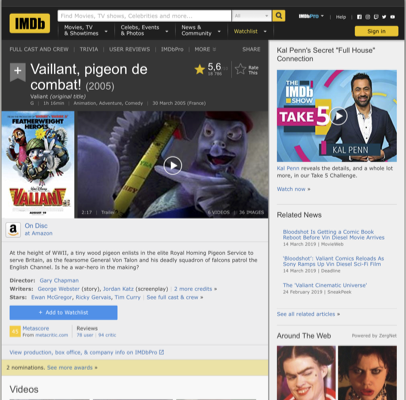 IMDb
Find Movies, TV shows, Celebrities and more...
All
IMDbPro
Help
Movies, TV
& Showtimes
Celebs, Events
& Photos
News &
Community
Watchlist
Sign in
FULL CAST AND CREW | TRIVIA | USER REVIEWS | IMDbPro | MORE
SHARE
Vaillant, pigeon de
combat! (2005)
Valiant (original title)
G | 1h 16min | Animation, Adventure, Comedy | 30 March 2005 (France)
5,6
Rate
This
FEATHERWEIGHT
HEROES.
VALIANT
2:17 | Trailer
6 VIDEOS | 36 IMAGES
On Disc
at Amazon
At the height of WWII, a tiny wood pigeon enlists in the elite Royal Homing Pigeon Service to
serve Britain, as the fearsome General Von Talon and his deadly squadron of falcons patrol the
English Channel. Is he a war-hero in the making?
Director: Gary Chapman
Writers: George Webster (story), Jordan Katz (screenplay) | 2 more credits »
Stars: Ewan McGregor, Ricky Gervais, Tim Curry | See full cast & crew »
+ Add to Watchlist
Metascore
From metacritic.com
Reviews
78 user | 94 critic
View production, box office, & company info on IMDbPro
2 nominations. See more awards »
Videos
Kal Penn's Secret "Full House"
Connection
THE
IMDb
SHOW
TAKE 5
KAL PENN
Kal Penn reveals the details, and a whole lot
more, in our Take 5 Challenge.
Watch now »
Related News
Bloodshot Is Getting a Comic Book
Reboot Before Vin Diesel Movie Arrives
14 March 2019 | MovieWeb
'Bloodshot': Valiant Comics Reloads As
Sony Ramps Up Vin Diesel Sci-Fi Film
14 March 2019 | Deadline
The 'Valiant Cinematic Universe'
24 February 2019 | SneakPeek
See all related articles »
Around The Web
Powered by ZergNet